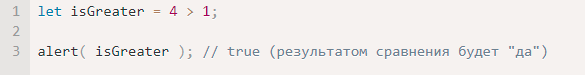 1 let isGreater = 4 > 1;
2
3 alert( isGreater ); // true (результатом сравнения будет "да")